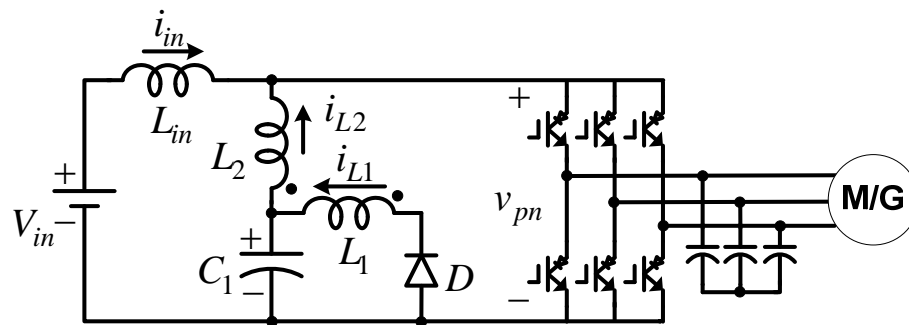 i_in
L_in
+
i_L2
L_2
i_L1
+
V_in
−
+
C_1
−
L_1
D
+
v_pn
−
M/G